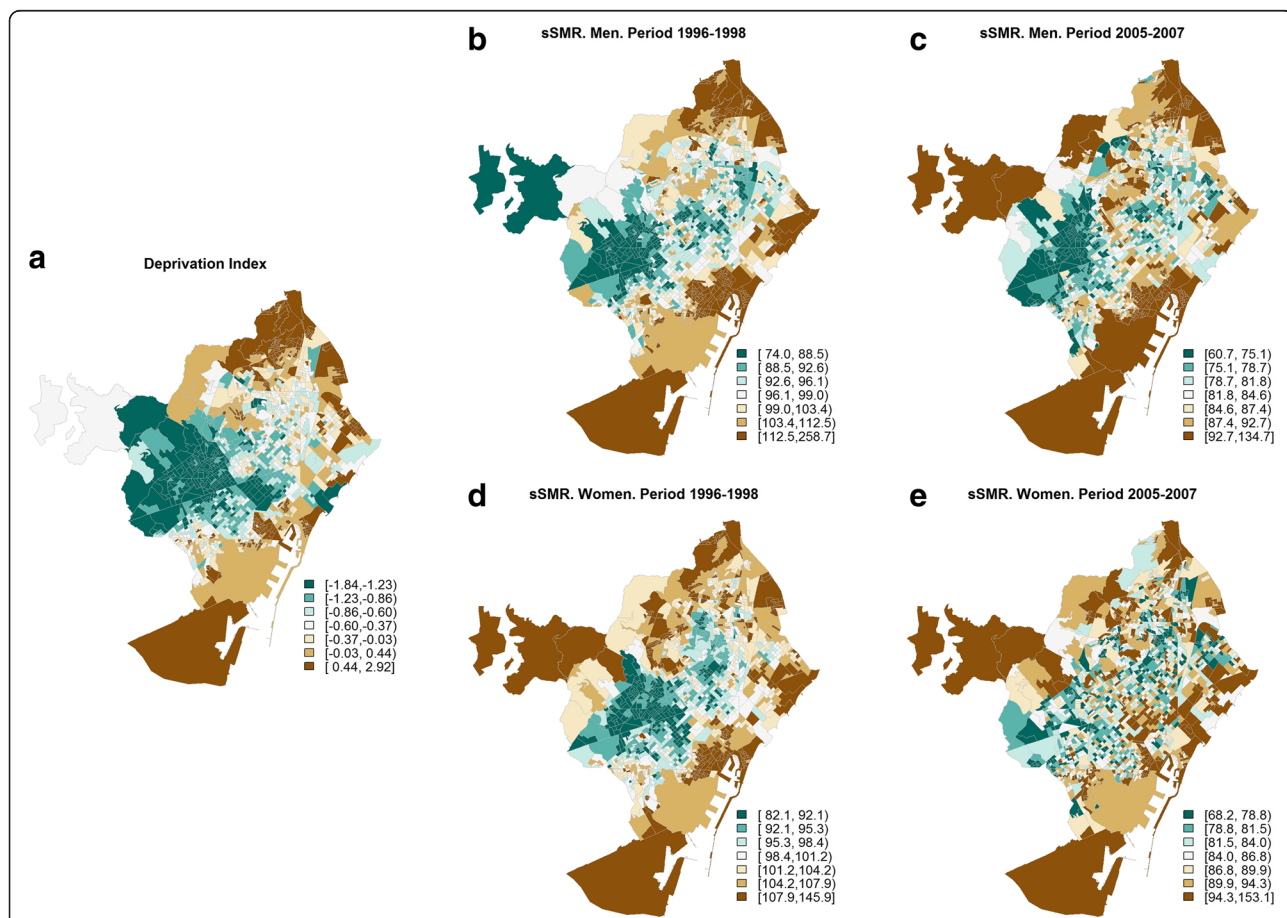 a
Deprivation Index
[-1.84,-1.23)
[-1.23,-0.86)
[-0.86,-0.60)
[-0.60,-0.37)
[-0.37,-0.03)
[-0.03, 0.44)
[ 0.44, 2.92]
b
sSMR. Men. Period 1996-1998
[ 74.0, 88.5)
[ 88.5, 92.6)
[ 92.6, 96.1)
[ 96.1, 99.0)
[ 99.0,103.4)
[103.4,112.5)
[112.5,258.7]
c
sSMR. Men. Period 2005-2007
[60.7, 75.1)
[75.1, 78.7)
[78.7, 81.8)
[81.8, 84.6)
[84.6, 87.4)
[87.4, 92.7)
[92.7,134.7]
d
sSMR. Women. Period 1996-1998
[ 82.1, 92.1)
[ 92.1, 95.3)
[ 95.3, 98.4)
[ 98.4,101.2)
[101.2,104.2)
[104.2,107.9)
[107.9,145.9]
e
sSMR. Women. Period 2005-2007
[68.2, 78.8)
[78.8, 81.5)
[81.5, 84.0)
[84.0, 86.8)
[86.8, 89.9)
[89.9, 94.3)
[94.3,153.1]